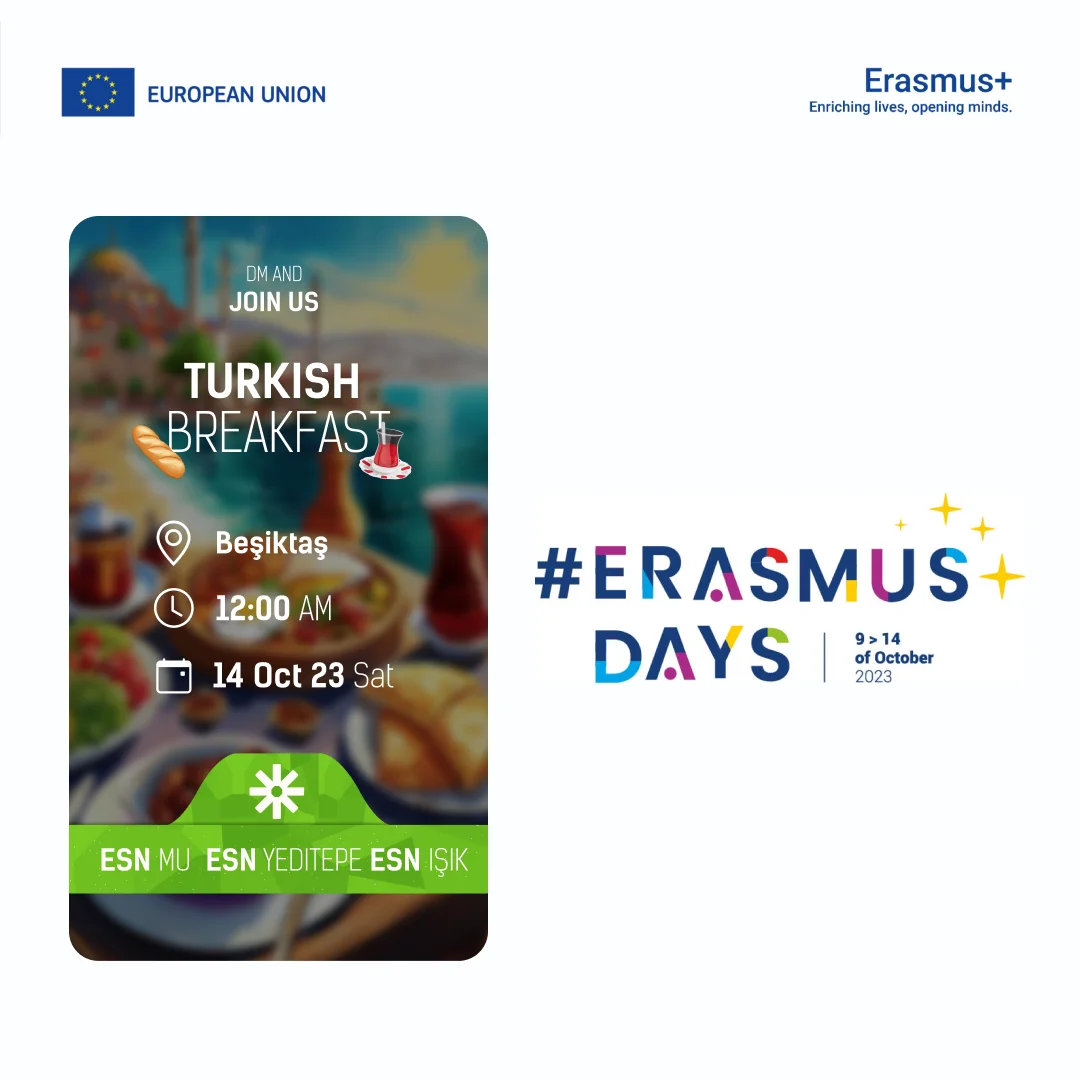 EUROPEAN UNION
Erasmus+
Enriching lives, opening minds.
DM AND
JOIN US
TURKISH
BREAKFAST
Beşiktaş
12:00 AM
14 Oct 23 Sat
ESN MU ESN YEDITEPE ESN IŞIK
#ERASMUS
DAYS
9 > 14
of October
2023